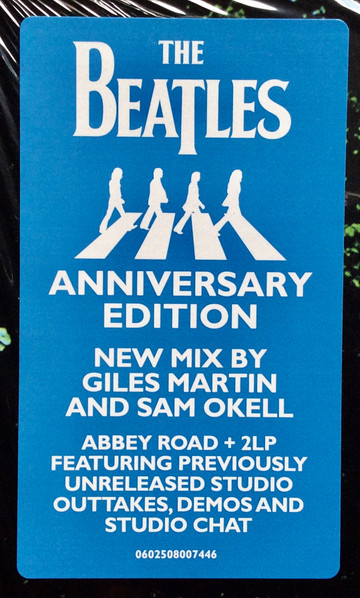 THE
BEATLES
ANNIVERSARY
EDITION
NEW MIX BY
GILES MARTIN
AND SAM OKELL
ABBEY ROAD + 2LP
FEATURING PREVIOUSLY
UNRELEASED STUDIO
OUTTAKES, DEMOS AND
STUDIO CHAT
0602508007446